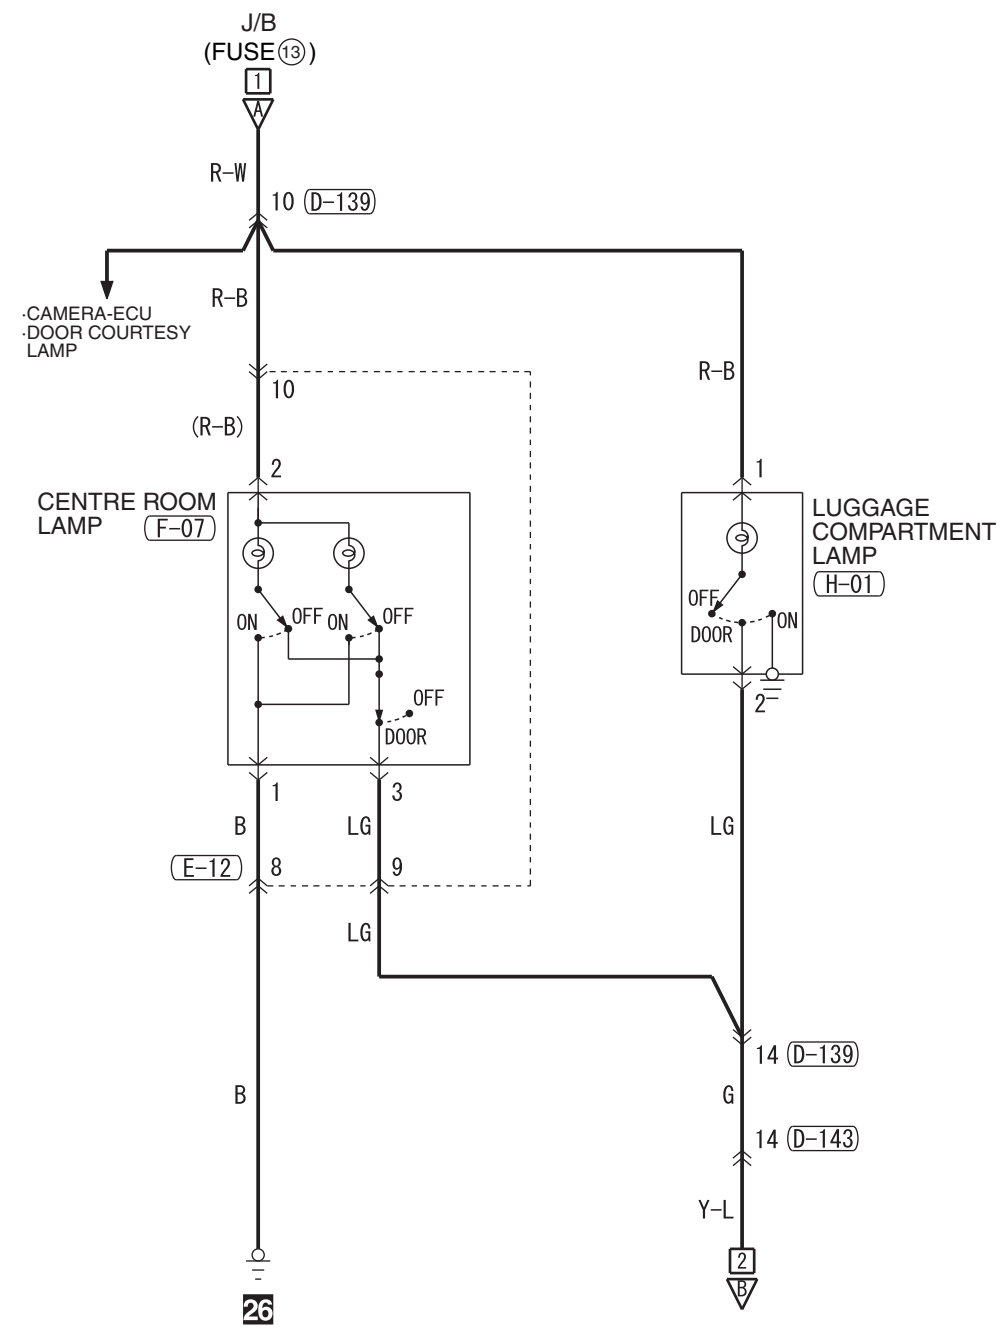 J/B
(FUSE⑬)
1
A
R-W
10 D-139
R-B
·CAMERA-ECU
·DOOR COURTESY
LAMP
10
R-B
(R-B)
2
1
CENTRE ROOM
LAMP F-07
LUGGAGE
COMPARTMENT
LAMP
H-01
OFF
ON
OFF
ON
OFF
DOOR
ON
OFF
DOOR
2
1
3
B
LG
LG
E-12 8
9
LG
14 D-139
B
G
14 D-143
Y-L
2
B
26